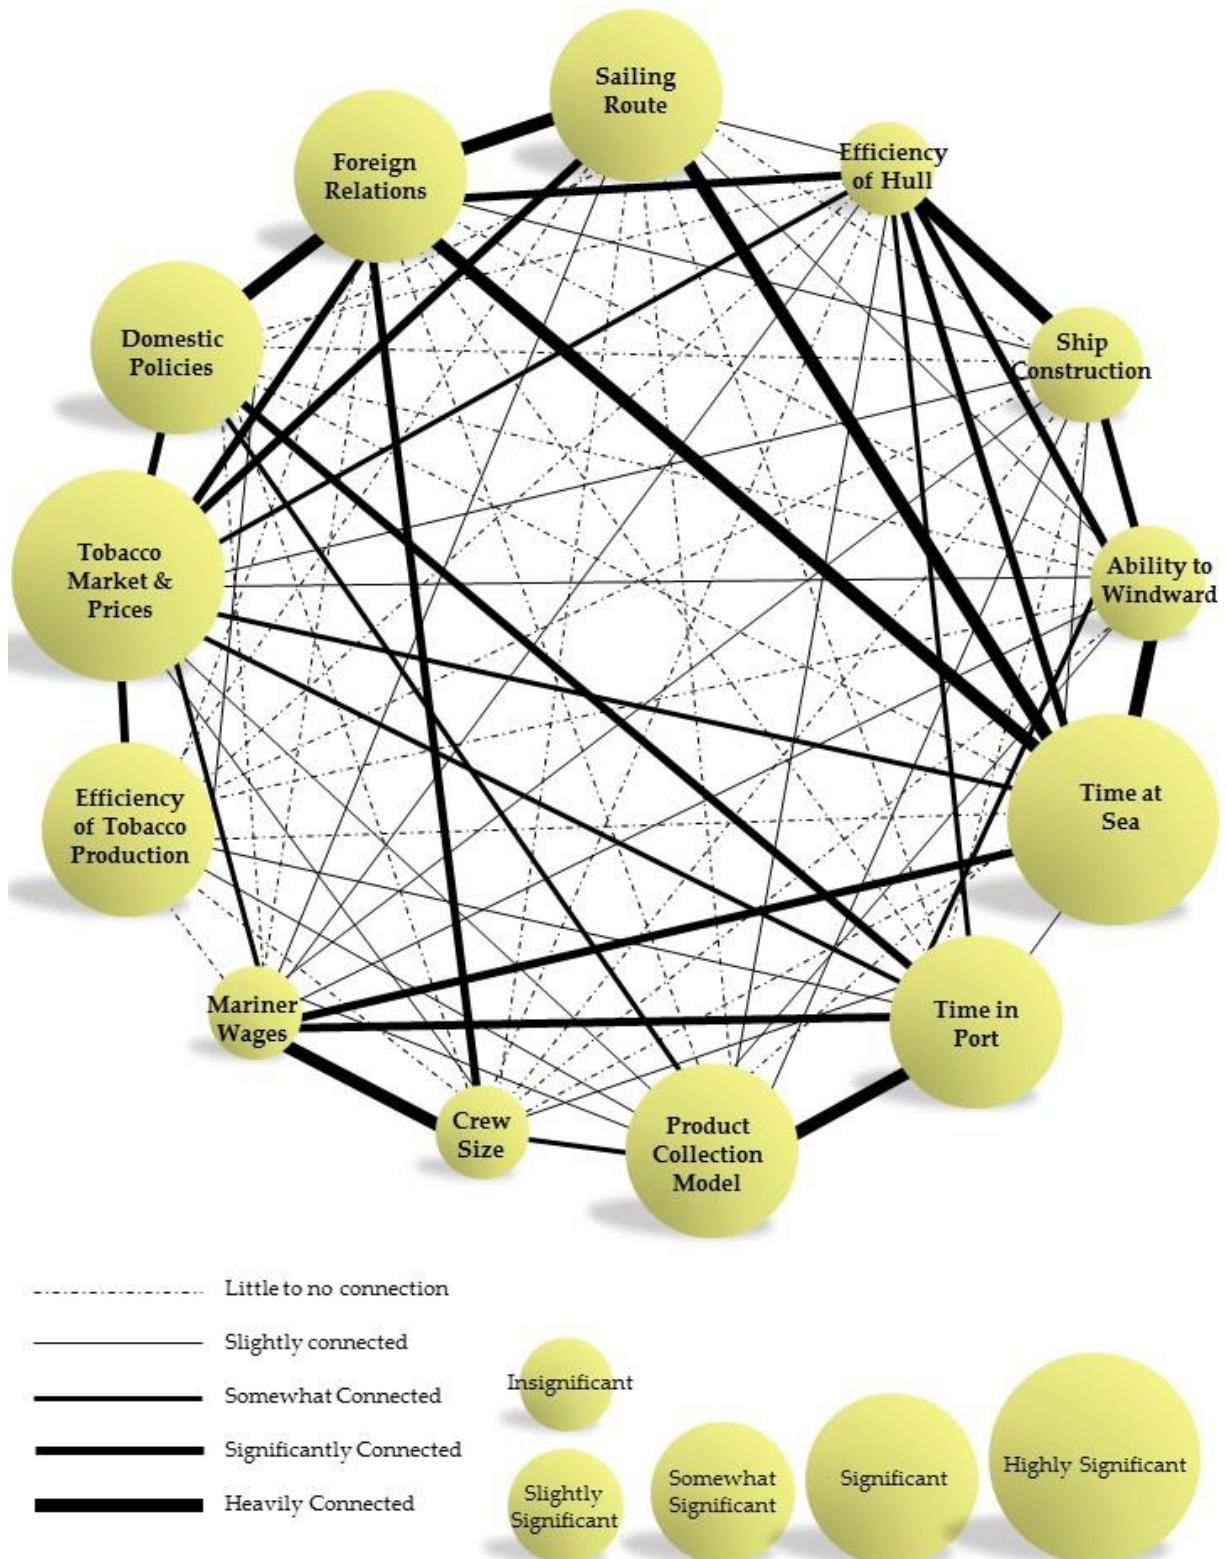 Sailing
Route
Efficiency
of Hull
Foreign
Relations
Ship
Construction
Domestic
Policies
Ability to
Windward
Tobacco
Market &
Prices
Time at
Sea
Efficiency
of Tobacco
Production
Mariner
Wages
Time in
Port
Crew
Size
Product
Collection
Model
Little to no connection
Slightly connected
Somewhat Connected
Significantly Connected
Heavily Connected
Insignificant
Slightly
Significant
Somewhat
Significant
Significant
Highly Significant